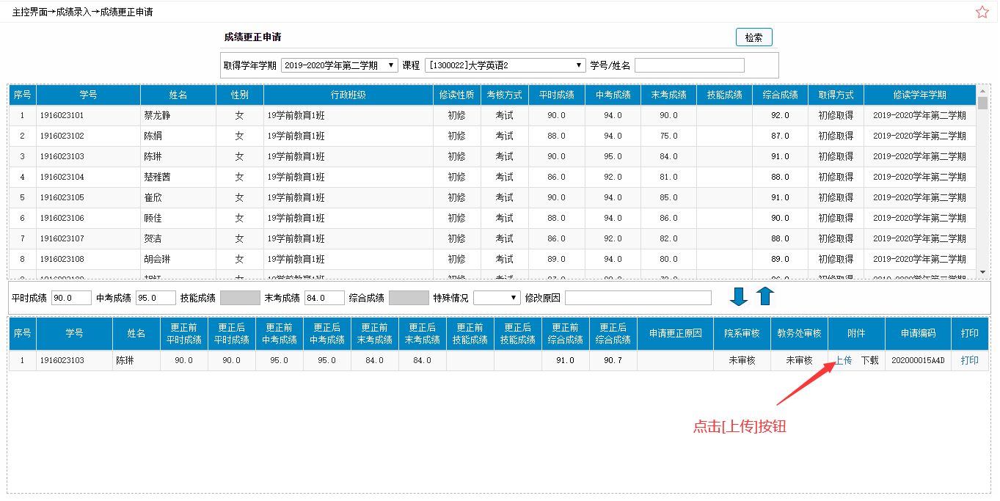 主控界面→成绩录入→成绩更正申请
成绩更正申请 检索
取得学年学期 2019-2020学年第二学期 课程 [1300022]大学英语2 学号/姓名
序号 学号 姓名 性别 行政班级 修读性质 考核方式 平时成绩 中考成绩 末考成绩 技能成绩 综合成绩 取得方式 修读学年学期
1 1916023101 蔡龙静 女 19学前教育1班 初修 考试 90.0 94.0 90.0 92.0 初修取得 2019-2020学年第二学期
2 1916023102 陈娟 女 19学前教育1班 初修 考试 88.0 94.0 75.0 87.0 初修取得 2019-2020学年第二学期
3 1916023103 陈琳 女 19学前教育1班 初修 考试 90.0 95.0 84.0 91.0 初修取得 2019-2020学年第二学期
4 1916023104 楚雅茜 女 19学前教育1班 初修 考试 86.0 92.0 81.0 88.0 初修取得 2019-2020学年第二学期
5 1916023105 崔欣 女 19学前教育1班 初修 考试 90.0 94.0 85.0 91.0 初修取得 2019-2020学年第二学期
6 1916023106 顾佳 女 19学前教育1班 初修 考试 88.0 94.0 86.0 90.0 初修取得 2019-2020学年第二学期
7 1916023107 贺洁 女 19学前教育1班 初修 考试 86.0 92.0 82.0 88.0 初修取得 2019-2020学年第二学期
8 1916023108 胡会琳 女 19学前教育1班 初修 考试 89.0 94.0 80.0 89.0 初修取得 2019-2020学年第二学期
平时成绩 90.0 中考成绩 95.0 技能成绩 末考成绩 84.0 综合成绩 特殊情况 修改原因
序号 学号 姓名 更正前 更正后 更正前 更正后 更正前 更正后 更正前 更正后 更正前 更正后 申请更正原因 院系审核 教务处审核 附件 申请编码 打印
平时成绩 平时成绩 中考成绩 中考成绩 末考成绩 末考成绩 技能成绩 技能成绩 综合成绩 综合成绩
1 1916023103 陈琳 90.0 90.0 95.0 95.0 84.0 84.0 91.0 90.7 未审核 未审核 上传 下载 202000015A4D 打印
点击[上传]按钮